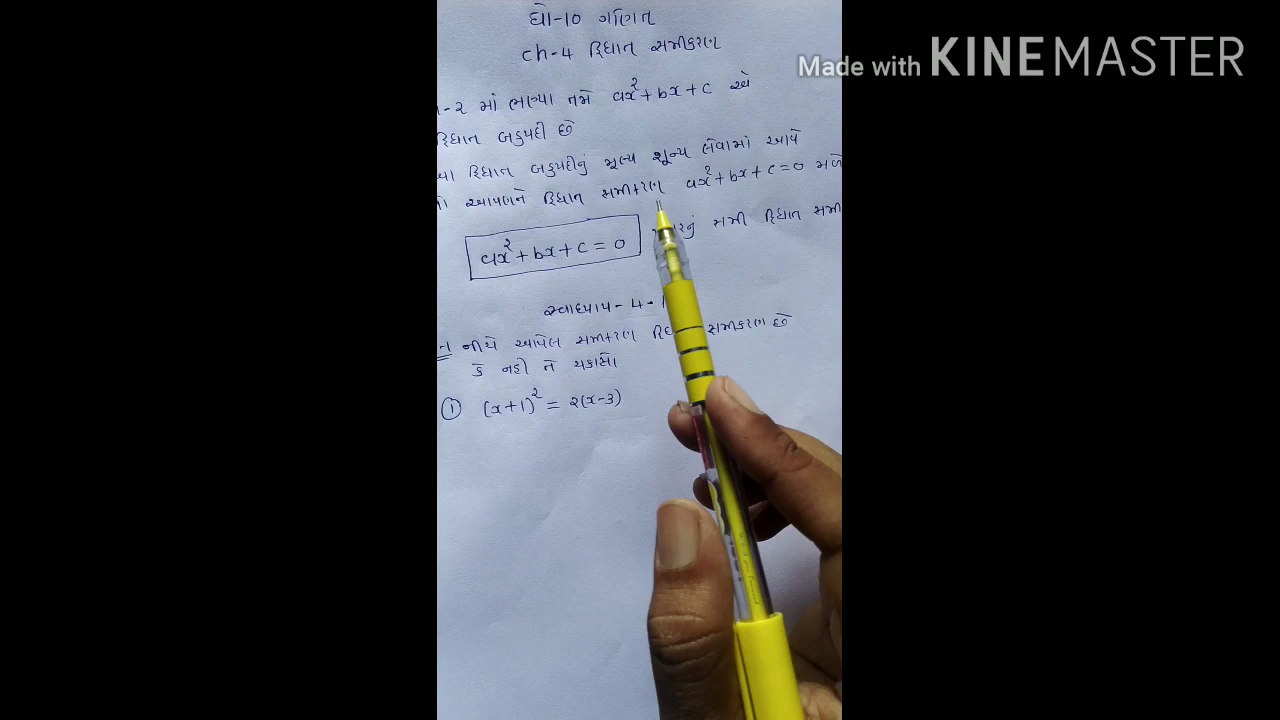 ધો-10 ગણિત
ch-4 દ્વિઘાત સમીકરણ
Made with KINEMASTER
-૨ માં ભણ્યા તમે ax²+bx+c એ
દ્વિઘાત બહુપદી છે
દ્વિઘાત બહુપદીનું મૂલ્ય શૂન્ય લેવામાં આવે
આપણને દ્વિઘાત સમીકરણ ax²+bx+c=0 મળે
ax²+bx+c=0 દ્વિઘાત
સ્વાધ્યાય-4.1
નીચે આપેલ સમીકરણ સમીકરણ છે
કે નહી તે ચકાસો
① (x+1)² = 2(x-3)